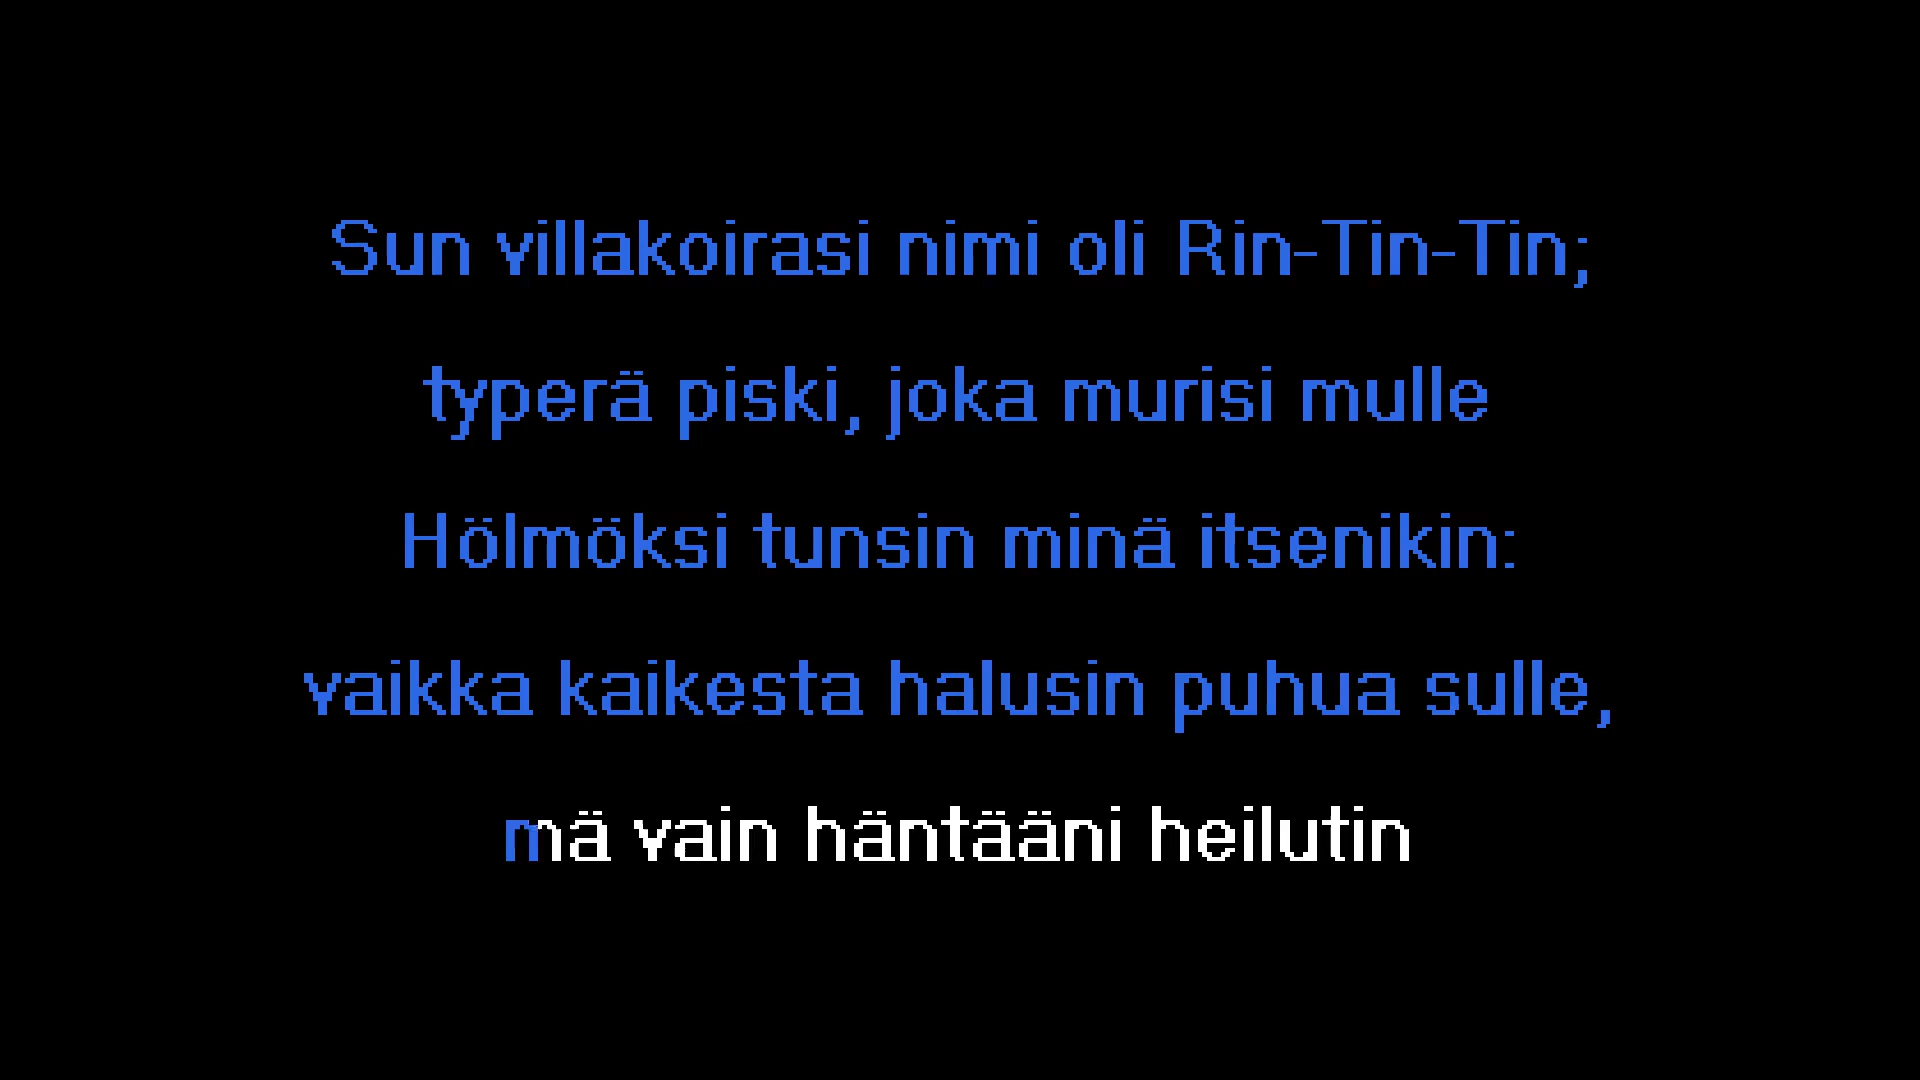 Sun villakoirasi nimi oli Rin-Tin-Tin;
typerä piski, joka murisi mulle
Hölmöksi tunsin minä itsenikin:
vaikka kaikesta halusin puhua sulle,
mä vain häntääni heilutin